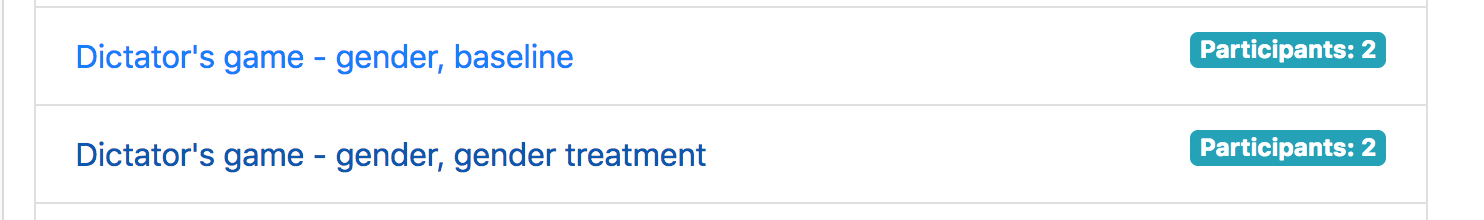 Dictator's game - gender, baseline Participants: 2
Dictator's game - gender, gender treatment Participants: 2